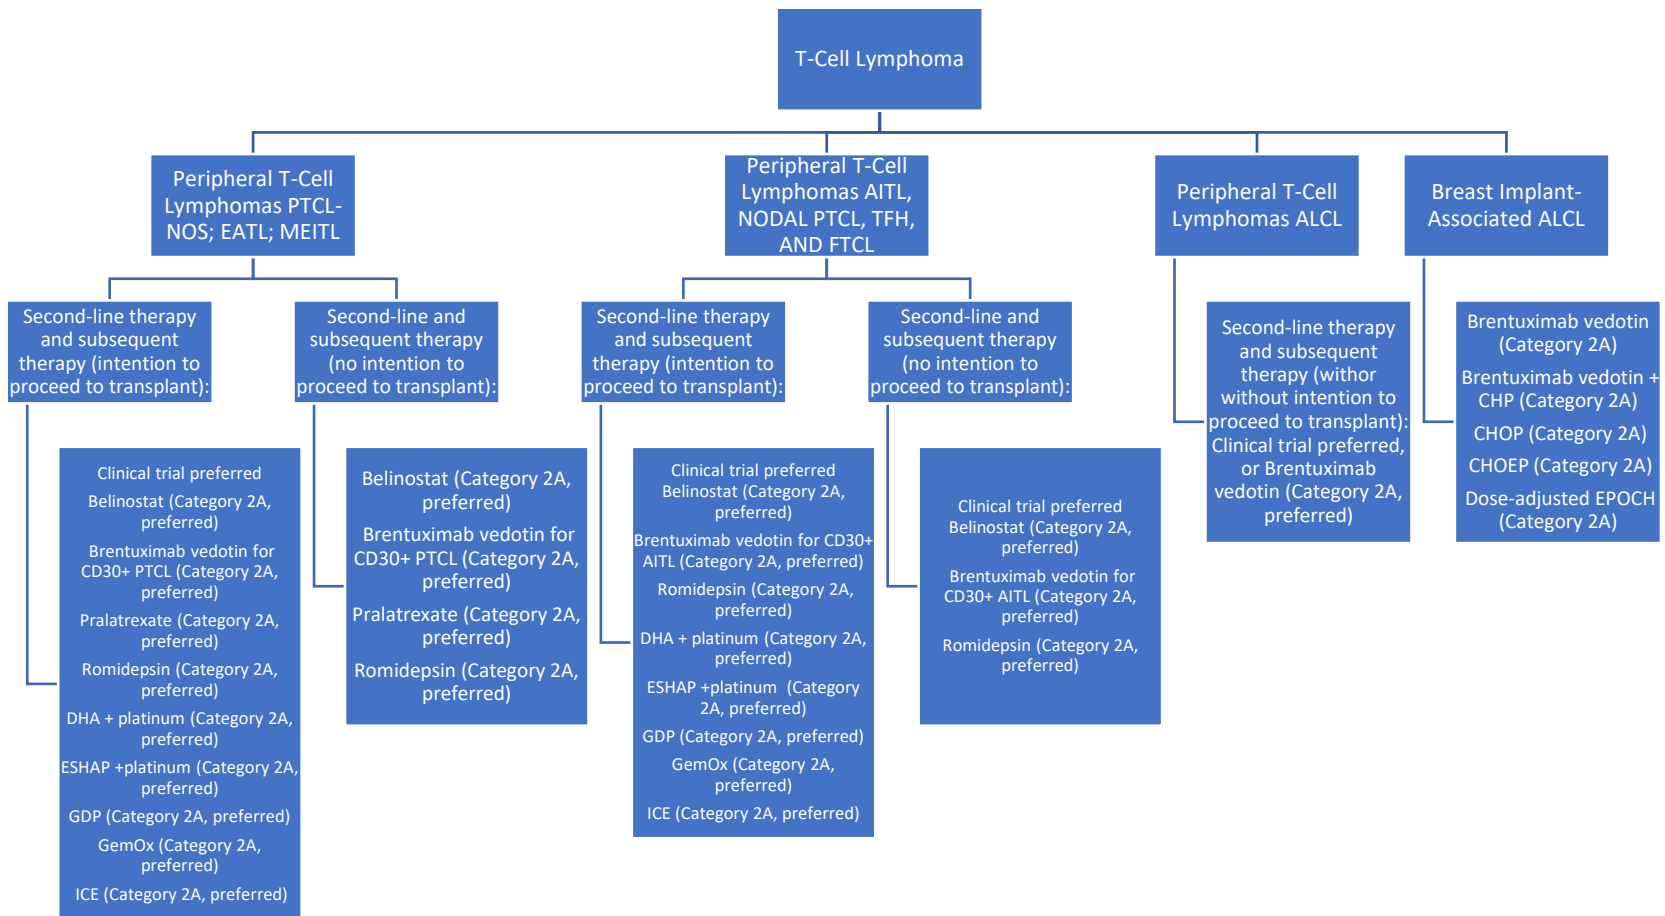 T-Cell Lymphoma
Peripheral T-Cell
Lymphomas PTCL-
NOS; EATL; MEITL
Peripheral T-Cell
Lymphomas AITL,
NODAL PTCL, TFH,
AND FTCL
Peripheral T-Cell
Lymphomas ALCL
Breast Implant-
Associated ALCL
Second-line therapy
and subsequent
therapy (intention to
proceed to transplant):
Second-line and
subsequent therapy
(no intention to
proceed to transplant):
Second-line therapy
and subsequent
therapy (intention to
proceed to transplant):
Second-line and
subsequent therapy
(no intention to
proceed to transplant):
Second-line therapy
and subsequent
therapy (withor
without intention to
proceed to transplant):
Clinical trial preferred,
or Brentuximab
vedotin (Category 2A,
preferred)
Brentuximab vedotin
(Category 2A)
Brentuximab vedotin +
CHP (Category 2A)
CHOP (Category 2A)
CHOEP (Category 2A)
Dose-adjusted EPOCH
(Category 2A)
Clinical trial preferred
Belinostat (Category 2A,
preferred)
Brentuximab vedotin for
CD30+ PTCL (Category 2A,
preferred)
Pralatrexate (Category 2A,
preferred)
Romidepsin (Category 2A,
preferred)
DHA + platinum (Category 2A,
preferred)
ESHAP +platinum (Category 2A,
preferred)
GDP (Category 2A, preferred)
GemOx (Category 2A,
preferred)
ICE (Category 2A, preferred)
Belinostat (Category 2A,
preferred)
Brentuximab vedotin for
CD30+ PTCL (Category 2A,
preferred)
Pralatrexate (Category 2A,
preferred)
Romidepsin (Category 2A,
preferred)
Clinical trial preferred
Belinostat (Category 2A,
preferred)
Brentuximab vedotin for CD30+
AITL (Category 2A, preferred)
Romidepsin (Category 2A,
preferred)
DHA + platinum (Category 2A,
preferred)
ESHAP +platinum (Category
2A, preferred)
GDP (Category 2A, preferred)
GemOx (Category 2A,
preferred)
ICE (Category 2A, preferred)
Clinical trial preferred
Belinostat (Category 2A,
preferred)
Brentuximab vedotin for
CD30+ AITL (Category 2A,
preferred)
Romidepsin (Category 2A,
preferred)